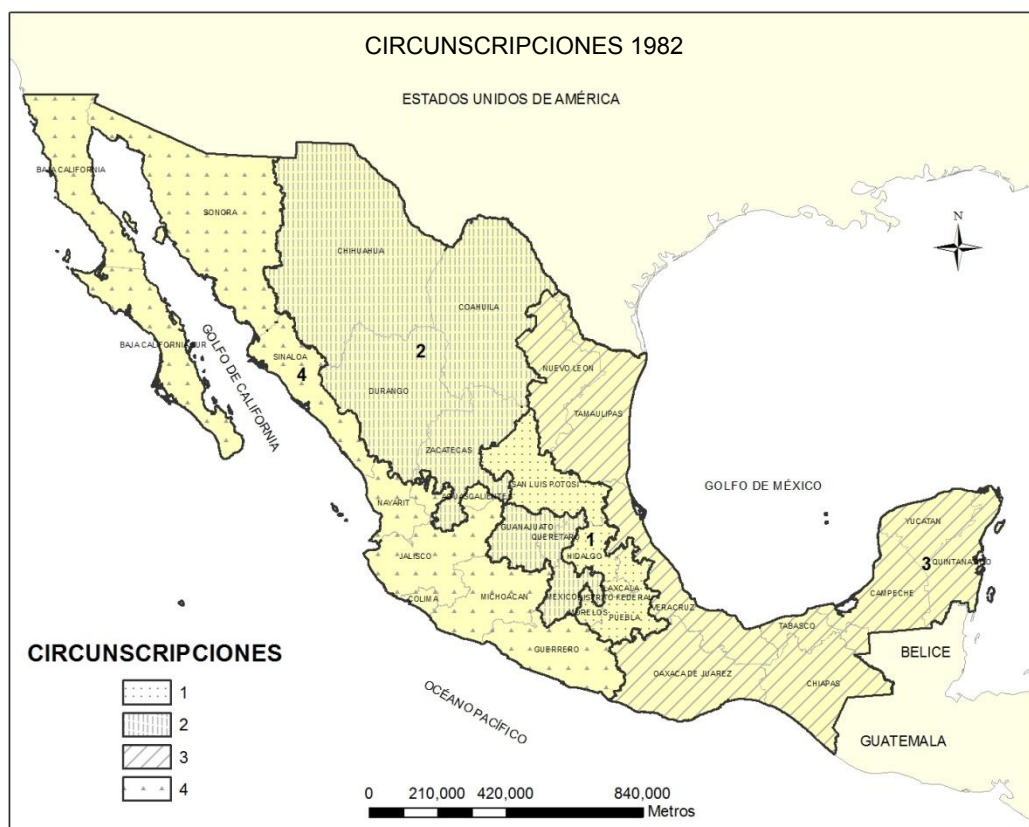 CIRCUNSCRIPCIONES 1982
ESTADOS UNIDOS DE AMÉRICA
N
BAJA CALIFORNIA
SONORA
CHIHUAHUA
COAHUILA
GOLFO DE CALIFORNIA
BAJA CALIFORNIA SUR
SINALOA
4
2
DURANGO
NUEVO LEON
TAMAULIPAS
ZACATECAS
SAN LUIS POTOSI
GOLFO DE MÉXICO
NAYARIT
AGUASCALIENTES
GUANAJUATO
QUERETARO
1
HIDALGO
YUCATAN
3
QUINTANA ROO
JALISCO
COLIMA
MICHOACAN
MEXICO
DISTRITO FEDERAL
TLAXCALA
MORELOS
PUEBLA
VERACRUZ
CAMPECHE
TABASCO
GUERRERO
OAXACA DE JUAREZ
CHIAPAS
BELICE
GUATEMALA
OCÉANO PACÍFICO
CIRCUNSCRIPCIONES
1
2
3
4
0 210,000 420,000 840,000
Metros